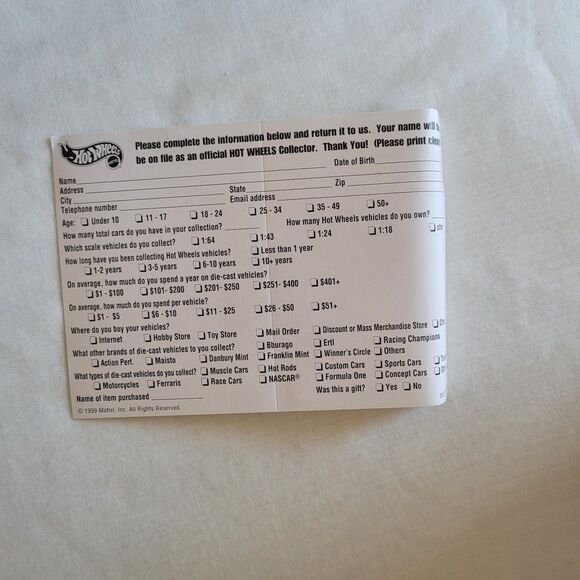 HOT WHEELS
Please complete the information below and return it to us. Your name will
be on file as an official HOT WHEELS Collector. Thank You! (Please print
Name Date of Birth
Address
City State Zip
Telephone number Email address
Age: Under 10 11 - 17 18 - 24 25 - 34 35 - 49 50+
How many total cars do you have in your collection? How many Hot Wheels vehicles do you own?
Which scale vehicles do you collect? 1:64 1:43 1:24 1:18
How long have you been collecting Hot Wheels vehicles? Less than 1 year
1-2 years 3-5 years 6-10 years 10+ years
On average, how much do you spend a year on die-cast vehicles?
$1 - $100 $101- $200 $201- $250 $251- $400 $401+
On average, how much do you spend per vehicle?
$1 - $5 $6 - $10 $11 - $25 $26 - $50 $51+
Where do you buy your vehicles?
Internet Hobby Store Toy Store Mail Order Discount or Mass Merchandise Store
What other brands of die-cast vehicles to you collect? Bburago Ertl Racing Champions
Action Perf. Maisto Danbury Mint Franklin Mint Winner's Circle Others
What types of die-cast vehicles do you collect? Muscle Cars Hot Rods Custom Cars Sports Cars
Motorcycles Ferraris Race Cars NASCAR® Formula One Concept Cars
Name of item purchased Was this a gift? Yes No
© 1999 Mattel, Inc. All Rights Reserved.